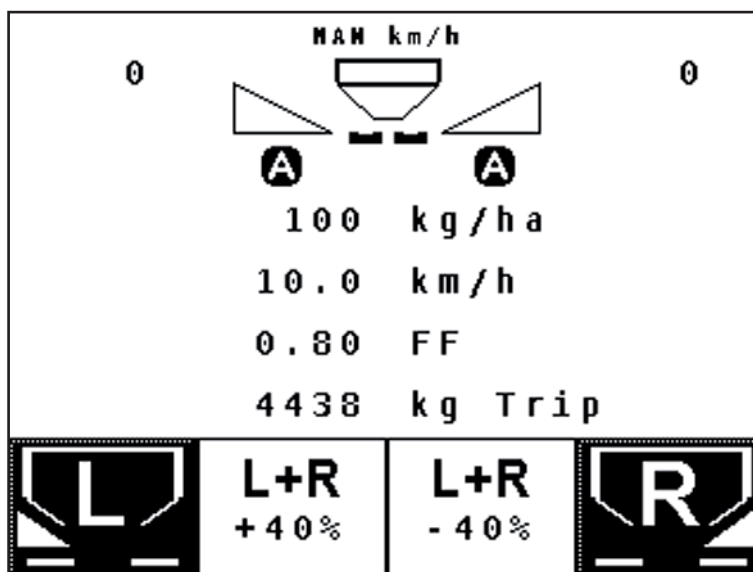 MAN km/h
0 0
A A
100 kg/ha
10.0 km/h
0.80 FF
4438 kg Trip
L L+R L+R R
+40% -40%